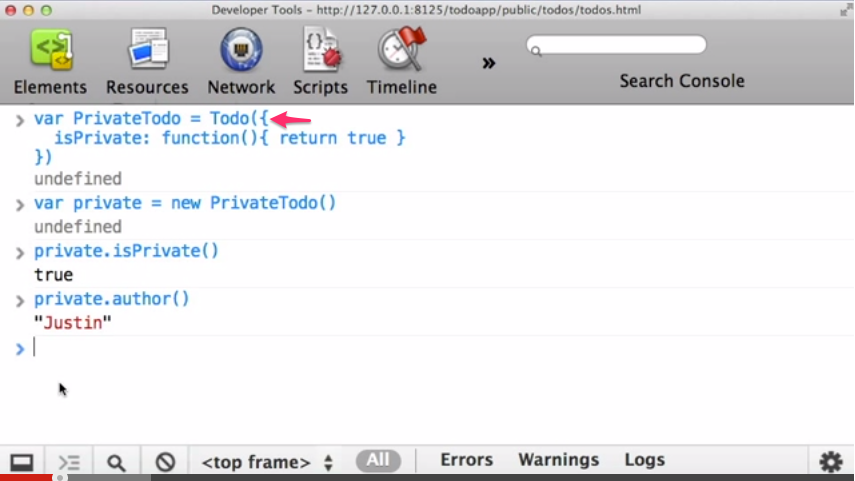 Developer Tools - http://127.0.0.1:8125/todoapp/public/todos/todos.html
Elements Resources Network Scripts Timeline » Search Console
var PrivateTodo = Todo({
isPrivate: function(){ return true }
})
undefined
var private = new PrivateTodo()
undefined
private.isPrivate()
true
private.author()
"Justin"
<top frame> All Errors Warnings Logs